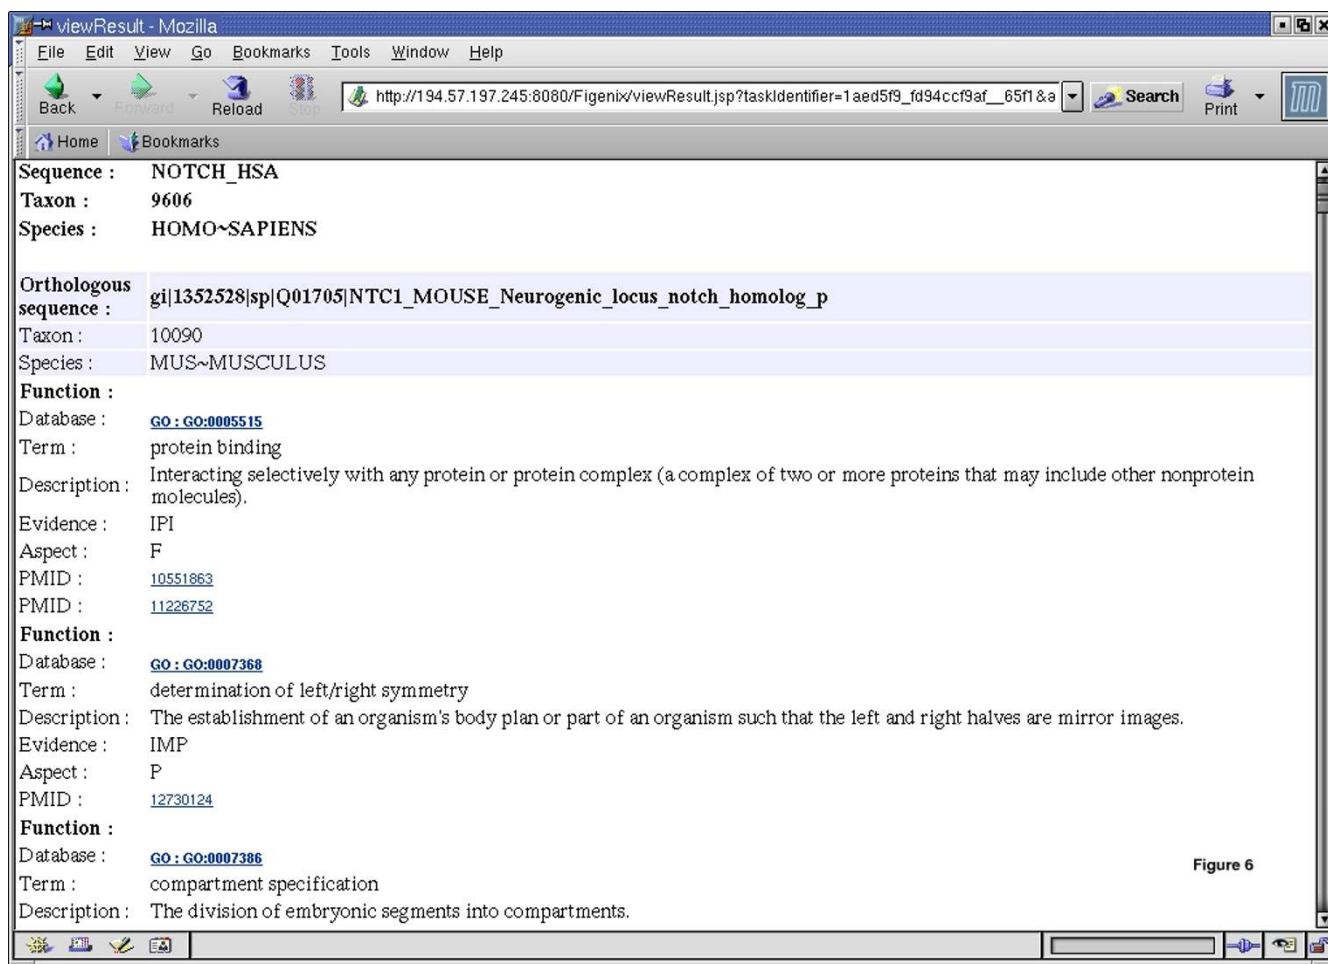 viewResult - Mozilla
File Edit View Go Bookmarks Tools Window Help
Back Forward Reload Stop http://194.57.197.245:8080/Figenix/viewResult.jsp?taskIdentifier=1aed5f9_fd94ccf9af__65f1&a Search Print
Home Bookmarks
Sequence : NOTCH_HSA
Taxon : 9606
Species : HOMO~SAPIENS
Orthologous
sequence : gi|1352528|sp|Q01705|NTC1_MOUSE_Neurogenic_locus_notch_homolog_p
Taxon : 10090
Species : MUS~MUSCULUS
Function :
Database : GO : GO:0005515
Term : protein binding
Description : Interacting selectively with any protein or protein complex (a complex of two or more proteins that may include other nonprotein
molecules).
Evidence : IPI
Aspect : F
PMID : 10551863
PMID : 11226752
Function :
Database : GO : GO:0007368
Term : determination of left/right symmetry
Description : The establishment of an organism's body plan or part of an organism such that the left and right halves are mirror images.
Evidence : IMP
Aspect : P
PMID : 12730124
Function :
Database : GO : GO:0007386
Term : compartment specification
Description : The division of embryonic segments into compartments.
Figure 6